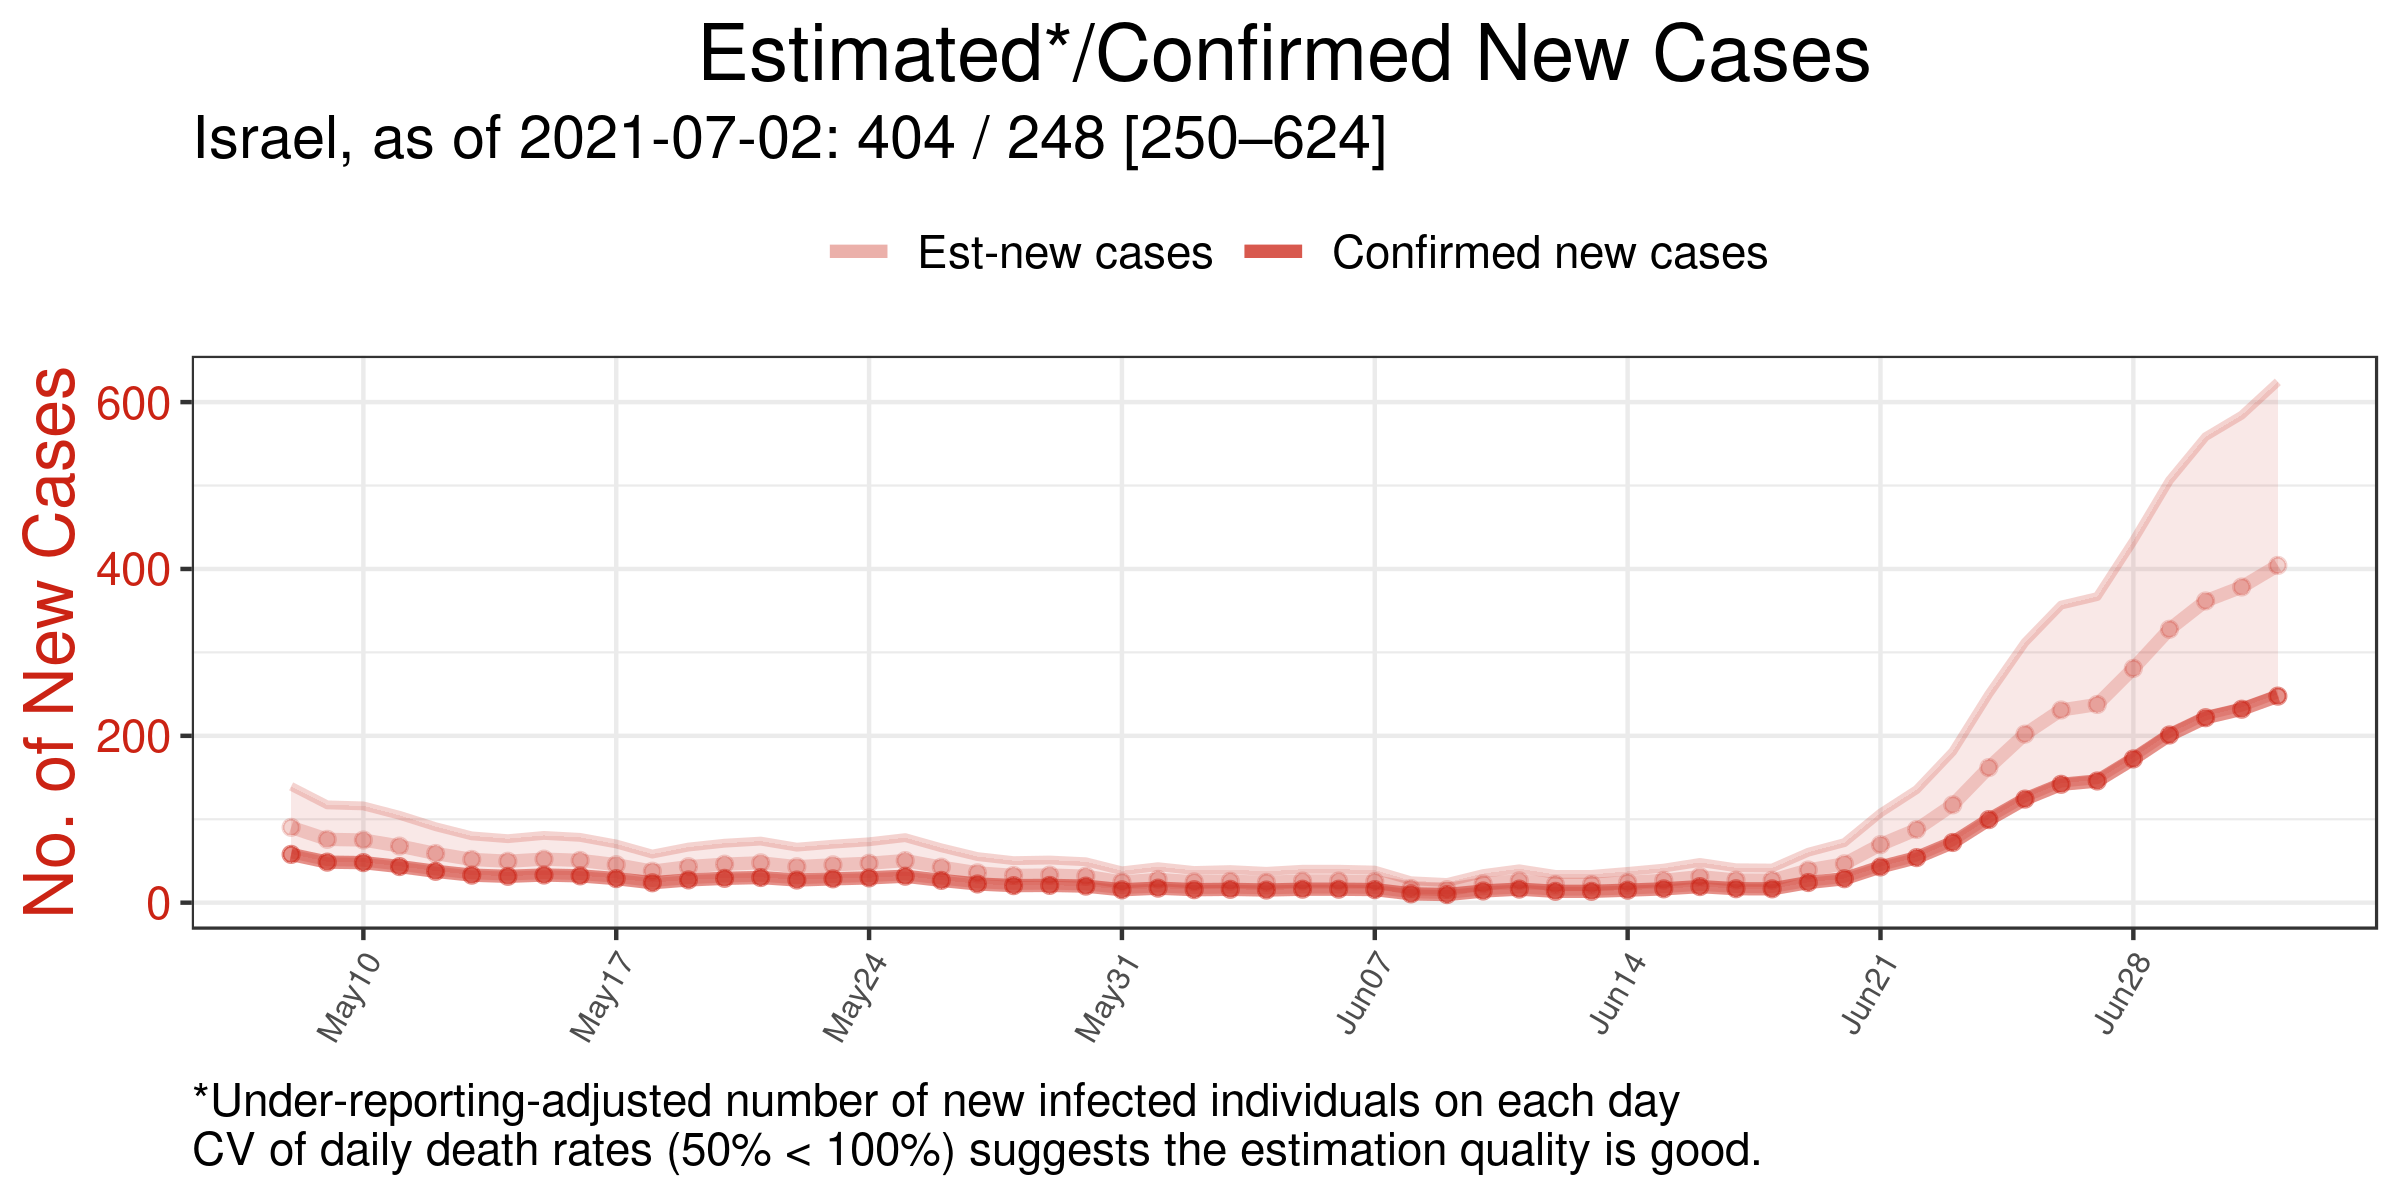 Estimated*/Confirmed New Cases
Israel, as of 2021-07-02: 404 / 248 [250–624]
Est-new cases Confirmed new cases
No. of New Cases
600
400
200
0
May10 May17 May24 May31 Jun07 Jun14 Jun21 Jun28
*Under-reporting-adjusted number of new infected individuals on each day
CV of daily death rates (50% < 100%) suggests the estimation quality is good.